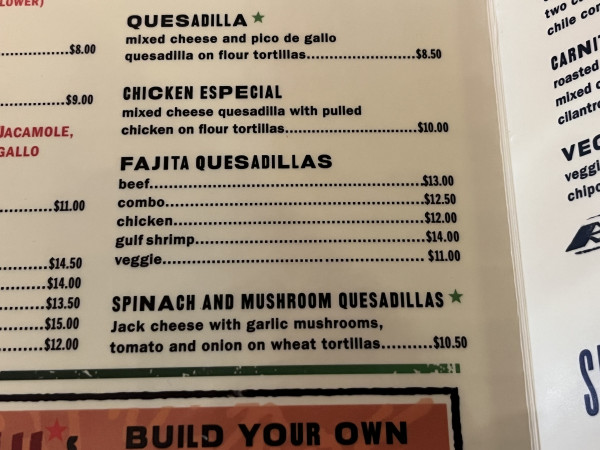 LOWER)
$8.00
$9.00
JACAMOLE,
GALLO
$11.00
$14.50
$14.00
$13.50
$15.00
$12.00
QUESADILLA ★
mixed cheese and pico de gallo
quesadilla on flour tortillas.....$8.50
CHICKEN ESPECIAL
mixed cheese quesadilla with pulled
chicken on flour tortillas.....$10.00
FAJITA QUESADILLAS
beef.....$13.00
combo.....$12.50
chicken.....$12.00
gulf shrimp.....$14.00
veggie.....$11.00
SPINACH AND MUSHROOM QUESADILLAS ★
Jack cheese with garlic mushrooms,
tomato and onion on wheat tortillas.....$10.50
BUILD YOUR OWN
two c
chile cor
CARNI
roasted
mixed c
cilantr
VEG
veggi
chipo